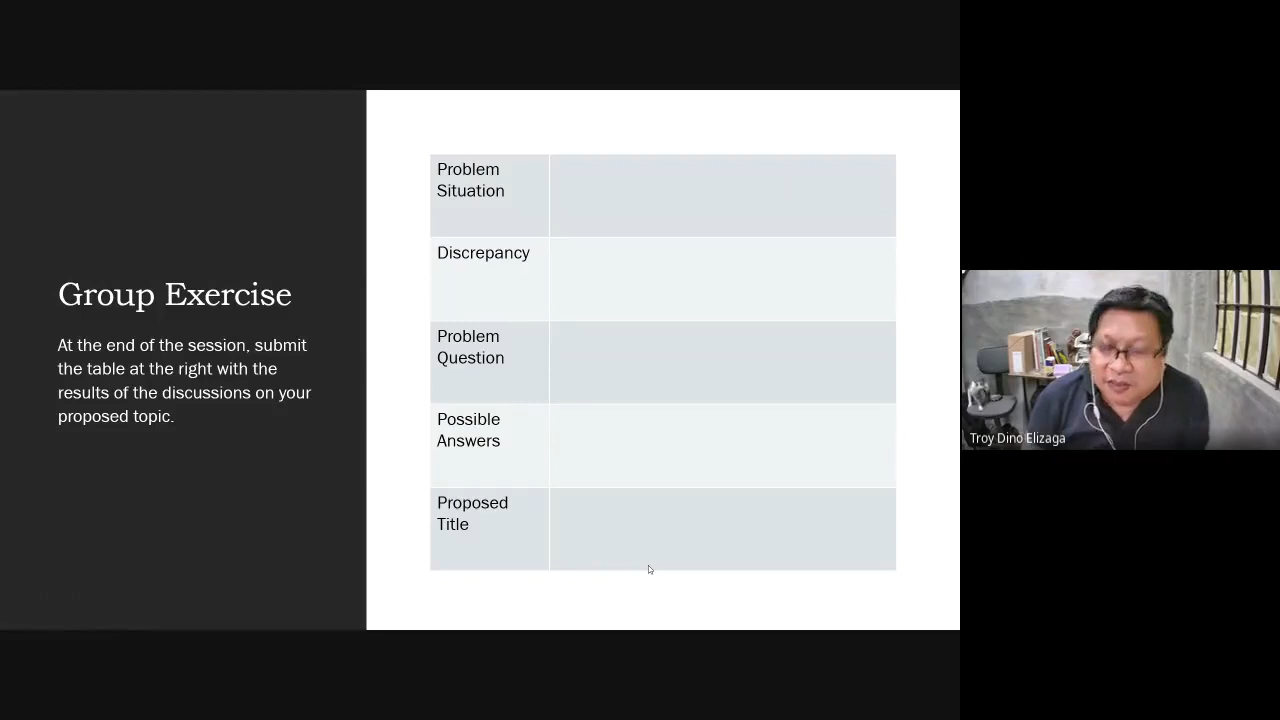 Group Exercise
At the end of the session, submit
the table at the right with the
results of the discussions on your
proposed topic.
Problem
Situation
Discrepancy
Problem
Question
Possible
Answers
Proposed
Title
Troy Dino Elizaga